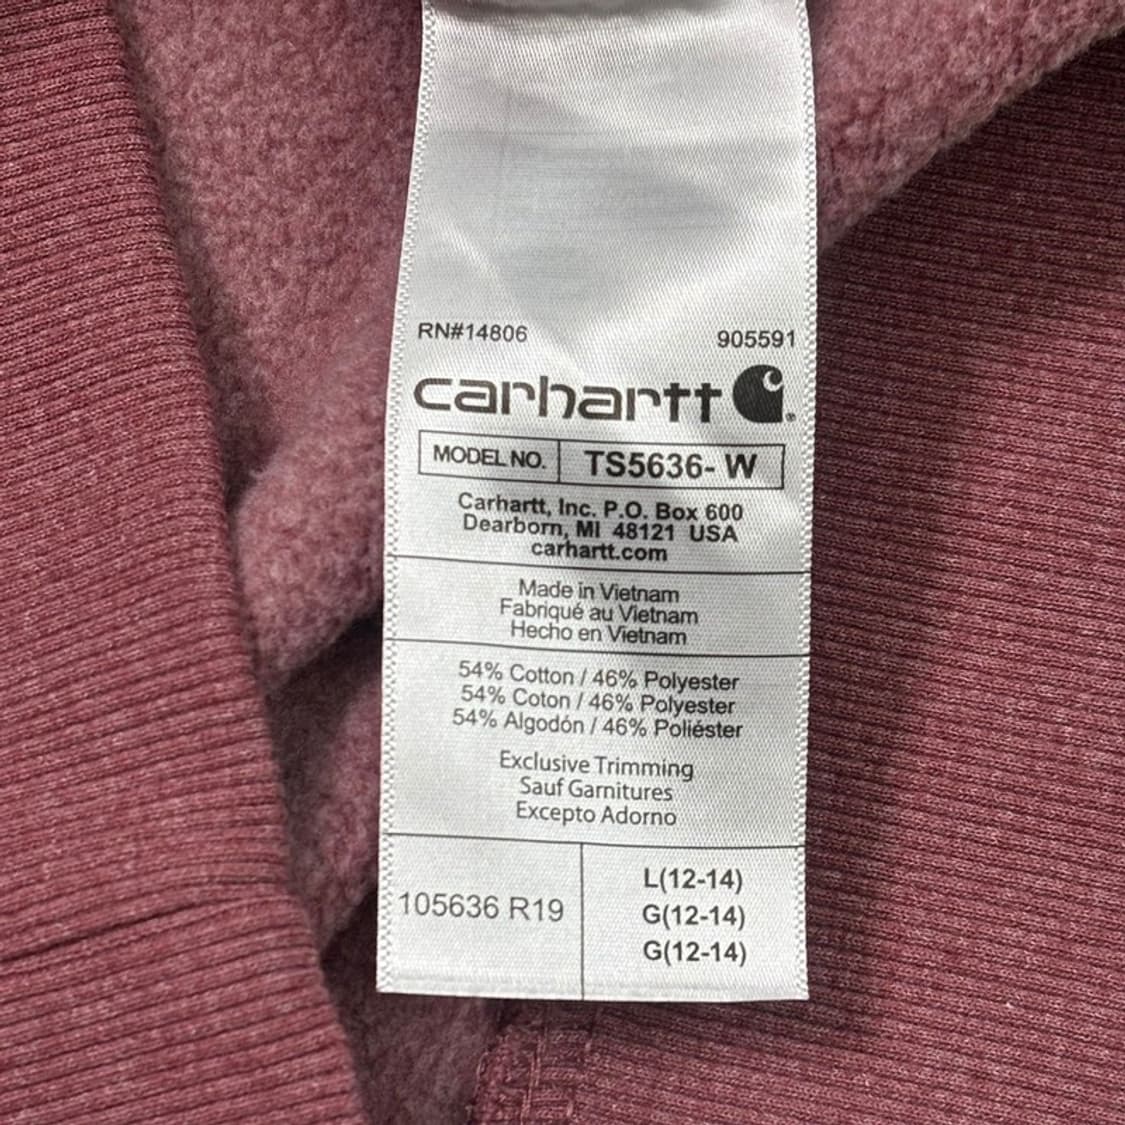 RN#14806 905591
carhartt
MODEL NO. TS5636- W
Carhartt, Inc. P.O. Box 600
Dearborn, MI 48121 USA
carhartt.com
Made in Vietnam
Fabriqué au Vietnam
Hecho en Vietnam
54% Cotton / 46% Polyester
54% Coton / 46% Polyester
54% Algodón / 46% Poliéster
Exclusive Trimming
Sauf Garnitures
Excepto Adorno
105636 R19
L(12-14)
G(12-14)
G(12-14)